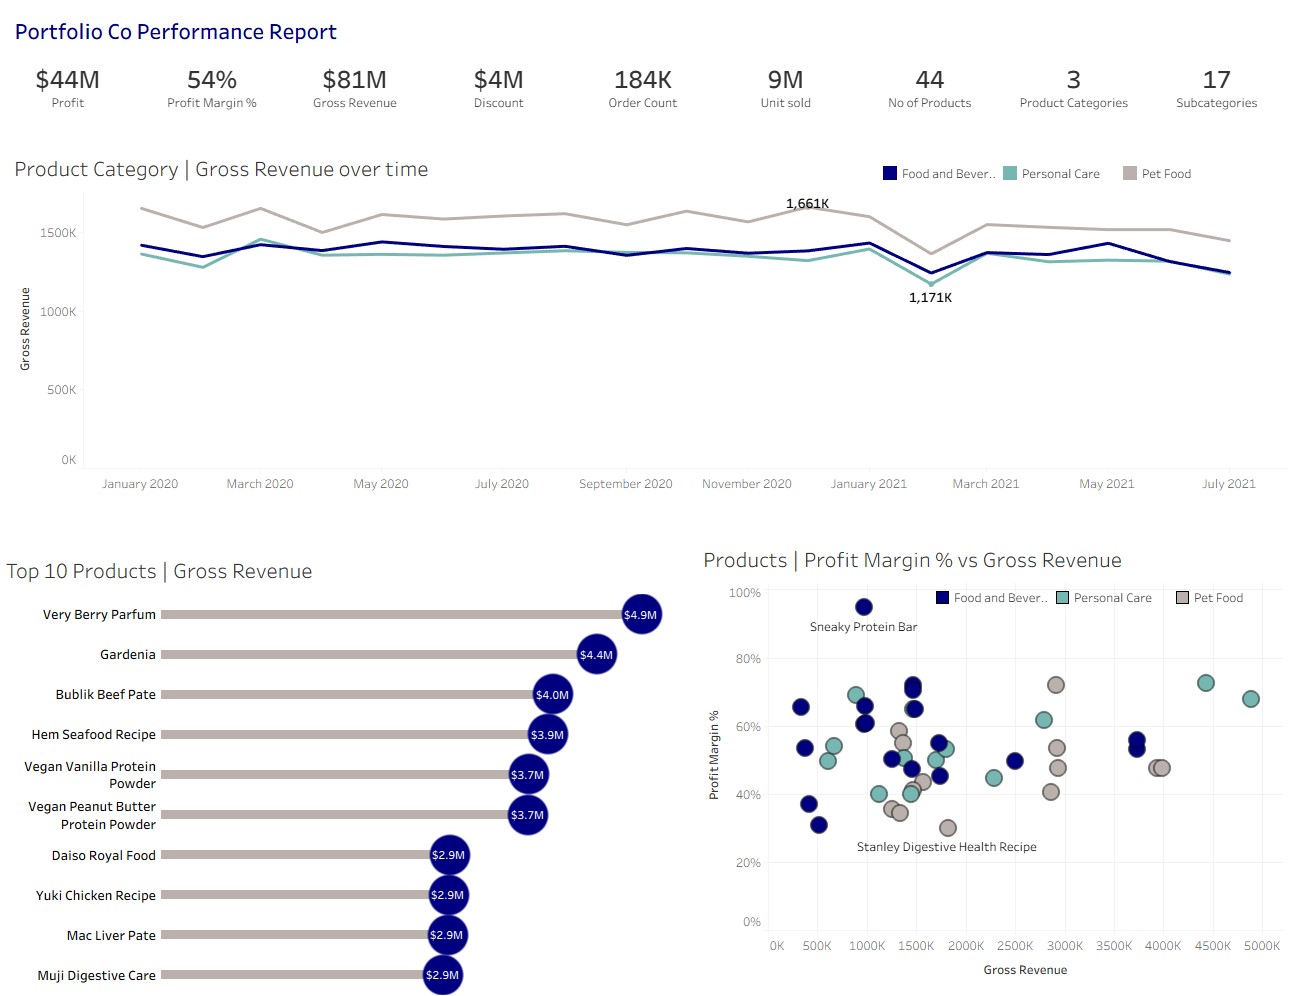 Portfolio Co Performance Report
$44M
54%
$81M
$4M
184K
9M
44
3
17
Profit
Profit Margin %
Gross Revenue
Discount
Order Count
Unit sold
No of Products
Product Categories
Subcategories
Product Category | Gross Revenue over time
Food and Bever..
Personal Care
Pet Food
1,661K
1500K
1,171K
1000K
Gross Revenue
500K
0K
January 2020
March 2020
May 2020
July 2020
September 2020
November 2020
January 2021
March 2021
May 2021
July 2021
Top 10 Products | Gross Revenue
Very Berry Parfum
$4.9M
Gardenia
$4.4M
Bublik Beef Pate
$4.0M
Hem Seafood Recipe
$3.9M
Vegan Vanilla Protein
Powder
$3.7M
Vegan Peanut Butter
Protein Powder
$3.7M
Daiso Royal Food
$2.9M
Yuki Chicken Recipe
$2.9M
Mac Liver Pate
$2.9M
Muji Digestive Care
$2.9M
Products | Profit Margin % vs Gross Revenue
Food and Bever..
Personal Care
Pet Food
100%
Sneaky Protein Bar
80%
60%
Profit Margin %
40%
Stanley Digestive Health Recipe
20%
0%
0K
500K
1000K
1500K
2000K
2500K
3000K
3500K
4000K
4500K
5000K
Gross Revenue